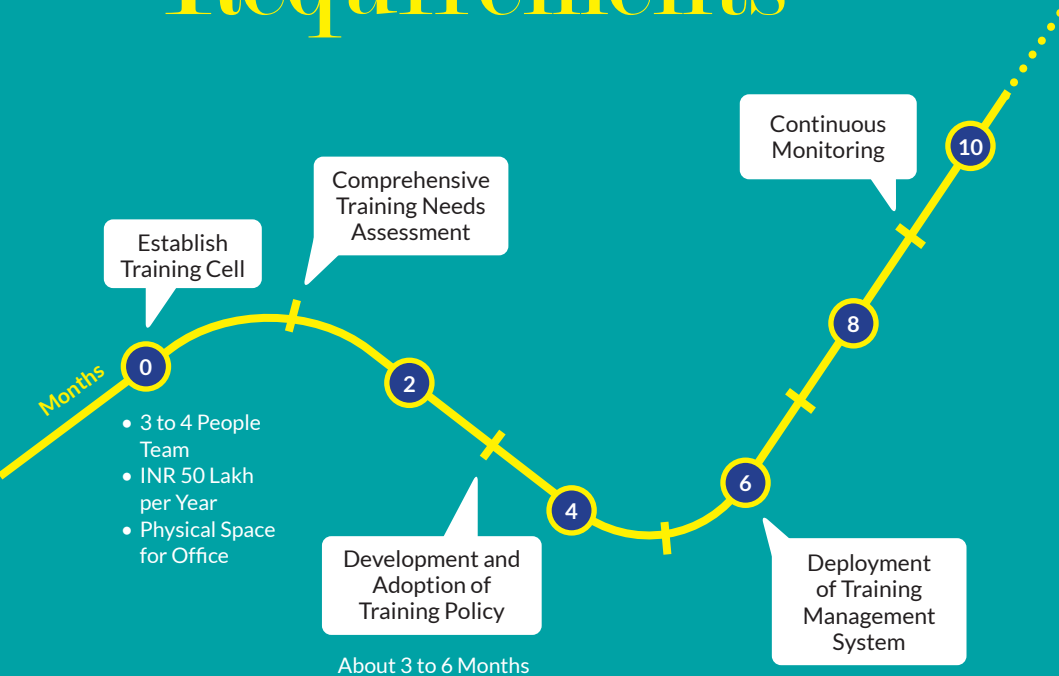 Requirements
Continuous
Monitoring
10
Comprehensive
Training Needs
Assessment
Establish
Training Cell
8
0
Months
2
3 to 4 People
Team
INR 50 Lakh
per Year
Physical Space
for Office
6
4
Development and
Adoption of
Training Policy
About 3 to 6 Months
Deployment
of Training
Management
System